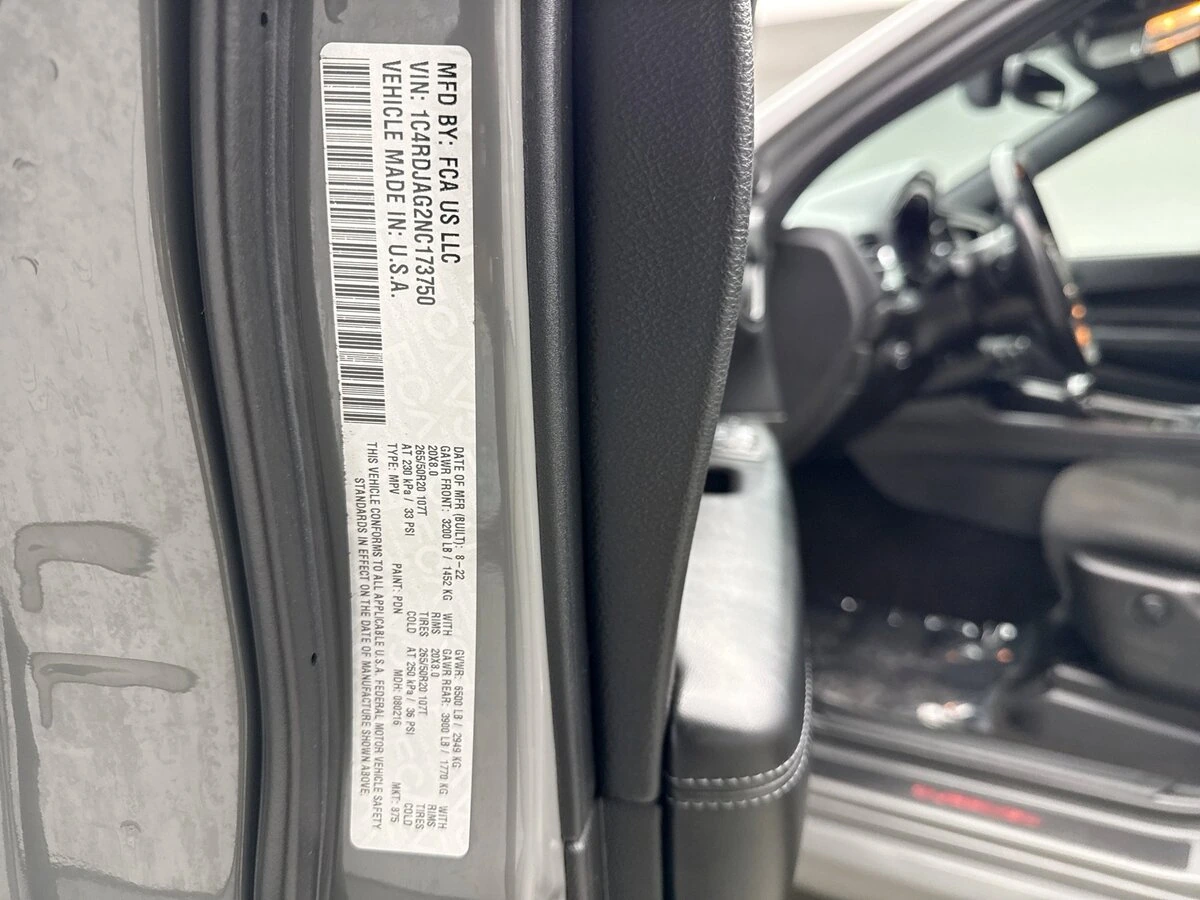 MFD BY: FCA US LLC
VIN: 1C4RDJAG2NC173750
VEHICLE MADE IN: U.S.A.
DATE OF MFR (BUILT): 8-22 GVWR: 6500 LB / 2949 KG
GAWR FRONT: 3200 LB / 1452 KG WITH GAWR REAR: 3900 LB / 1770 KG WITH
20X8.0 RIMS 20X8.0 RIMS
265/50R20 107T TIRES 265/50R20 107T TIRES
AT 230 kPa / 33 PSI COLD AT 250 kPa / 36 PSI COLD
TYPE: MPV PAINT: PDN MDH: 080216 MKT: 875
THIS VEHICLE CONFORMS TO ALL APPLICABLE U.S.A. FEDERAL MOTOR VEHICLE SAFETY
STANDARDS IN EFFECT ON THE DATE OF MANUFACTURE SHOWN ABOVE.